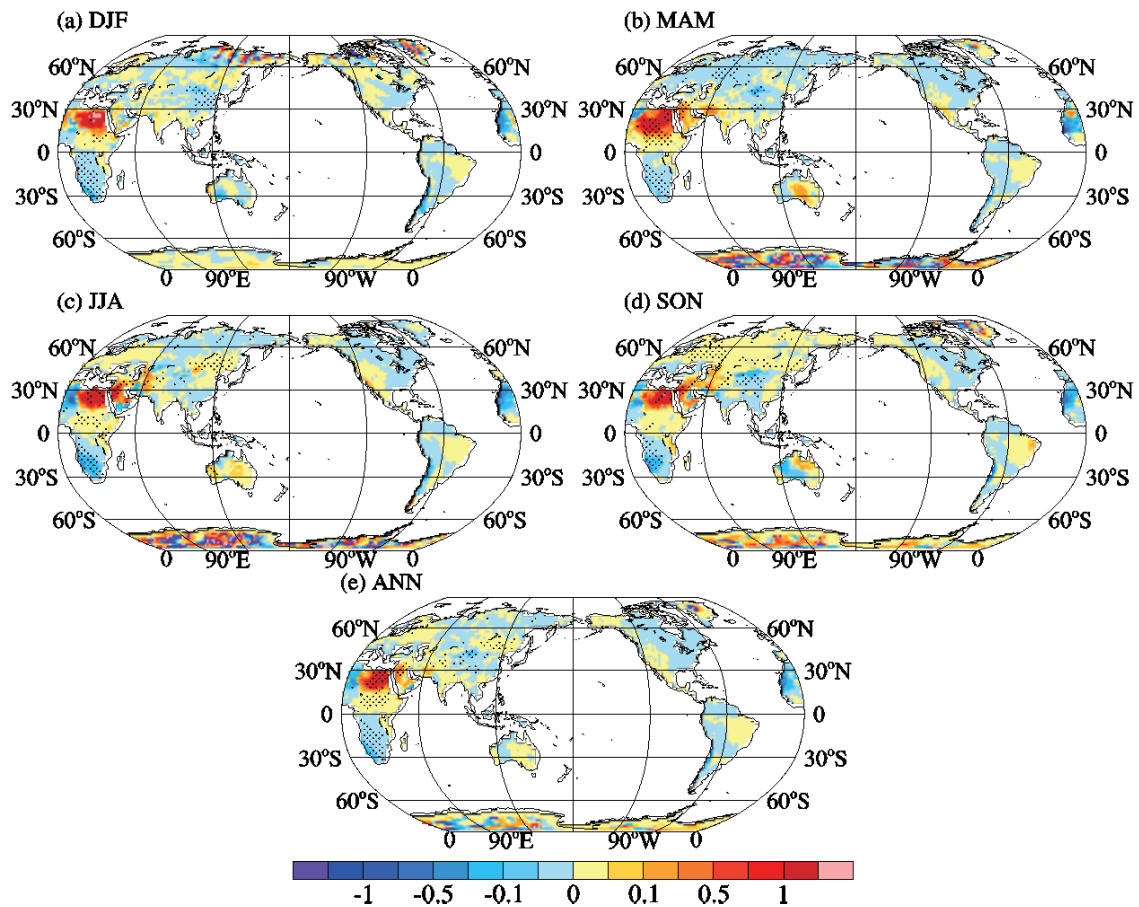 (a) DJF
(b) MAM
60°N 60°N 60°N 60°N
30°N 30°N 30°N 30°N
0 0 0 0
30°S 30°S 30°S 30°S
60°S 60°S 60°S 60°S
0 90°E 90°W 0 0 90°E 90°W 0
(c) JJA
(d) SON
60°N 60°N 60°N 60°N
30°N 30°N 30°N 30°N
0 0 0 0
30°S 30°S 30°S 30°S
60°S 60°S 60°S 60°S
0 90°E 90°W 0 0 90°E 90°W 0
(e) ANN
60°N 60°N
30°N 30°N
0 0
30°S 30°S
60°S 60°S
0 90°E 90°W 0
-1 -0.5 -0.1 0 0.1 0.5 1